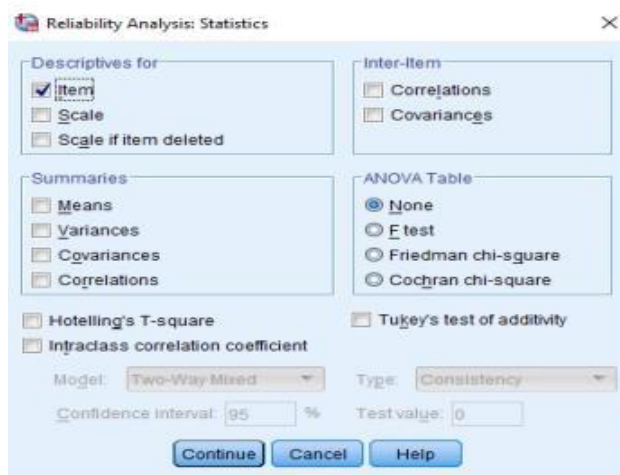 Reliability Analysis: Statistics
Descriptives for
Item
Scale
Scale if item deleted
Inter-Item
Correlations
Covariances
Summaries
Means
Variances
Covariances
Correlations
ANOVA Table
None
F test
Friedman chi-square
Cochran chi-square
Hotelling's T-square
Tukey's test of additivity
Intraclass correlation coefficient
Model: Two-Way Mixed Type: Consistency
Confidence interval: 95 % Test value: 0
Continue Cancel Help